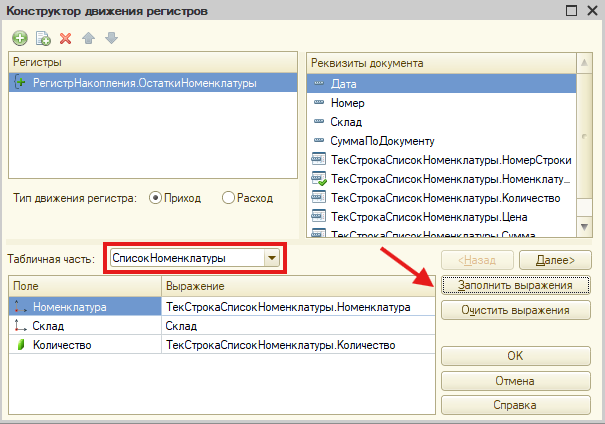 Конструктор движения регистров
Регистры
РегистрНакопления.ОстаткиНоменклатуры
Реквизиты документа
Дата
Номер
Склад
СуммаПоДокументу
ТекСтрокаСписокНоменклатуры.НомерСтроки
ТекСтрокаСписокНоменклатуры.Номенклату...
ТекСтрокаСписокНоменклатуры.Количество
ТекСтрокаСписокНоменклатуры.Цена
ТекСтрокаСписокНоменклатуры.Сумма
Тип движения регистра: Приход Расход
Табличная часть: СписокНоменклатуры
<Назад Далее>
Поле Выражение
Номенклатура ТекСтрокаСписокНоменклатуры.Номенклатура
Склад Склад
Количество ТекСтрокаСписокНоменклатуры.Количество
Заполнить выражения
Очистить выражения
ОК
Отмена
Справка